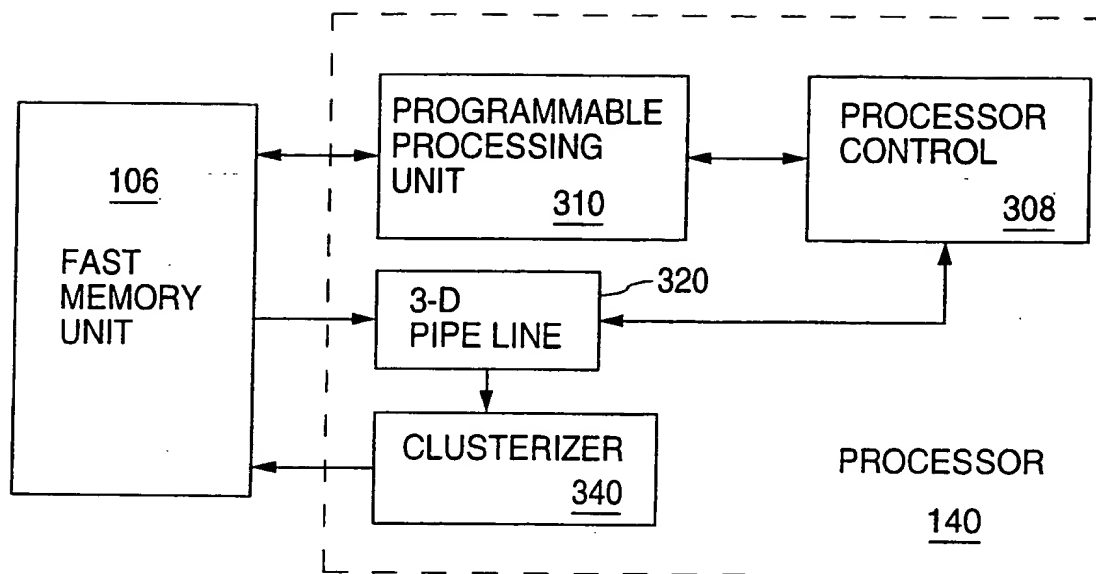 106
FAST
MEMORY
UNIT
PROGRAMMABLE
PROCESSING
UNIT
310
PROCESSOR
CONTROL
308
3-D
PIPE LINE
320
CLUSTERIZER
340
PROCESSOR
140